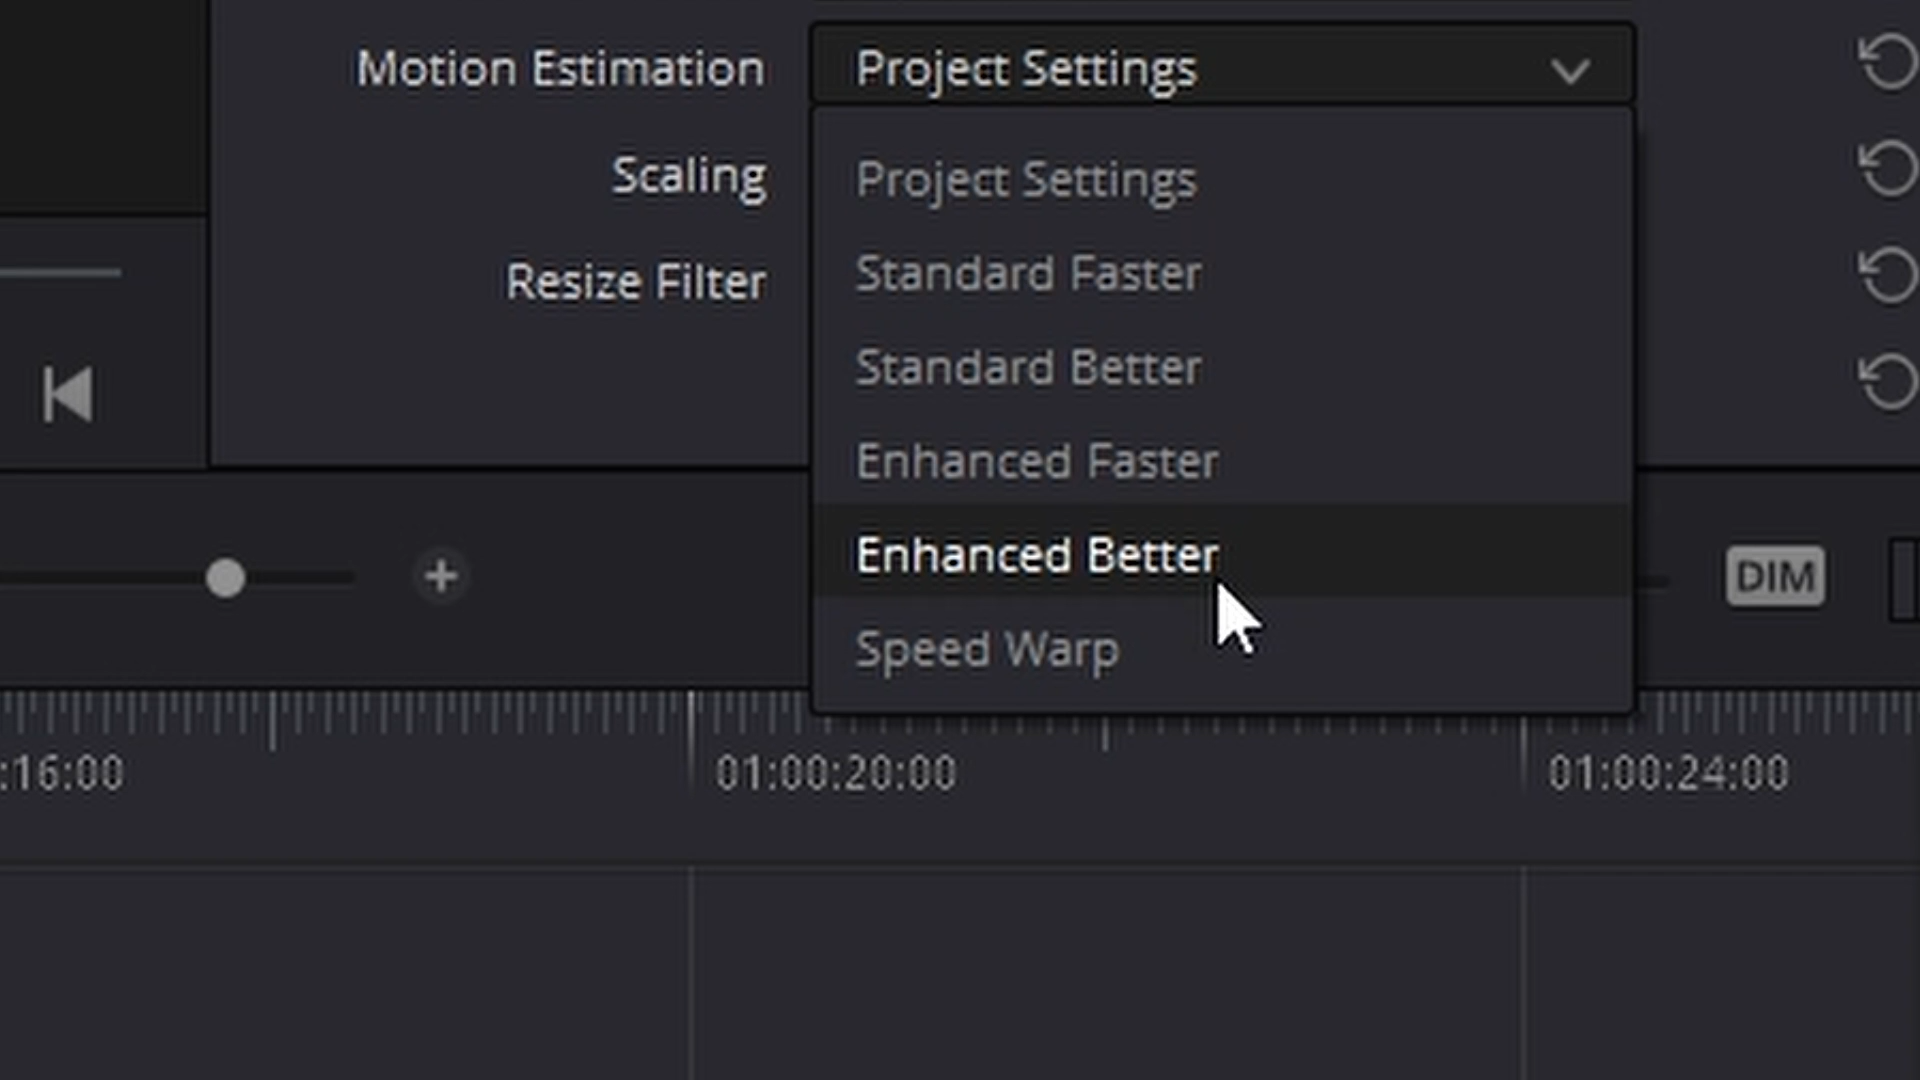 Motion Estimation
Project Settings
Project Settings
Scaling
Standard Faster
Resize Filter
Standard Better
Enhanced Faster
Enhanced Better
DIM
Speed Warp
:16:00
01:00:20:00
01:00:24:00